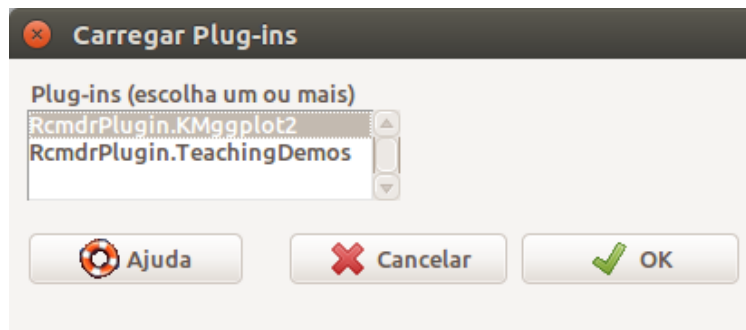 Carregar Plug-ins
Plug-ins (escolha um ou mais)
RcmdrPlugin.KMggplot2
RcmdrPlugin.TeachingDemos
Ajuda Cancelar OK